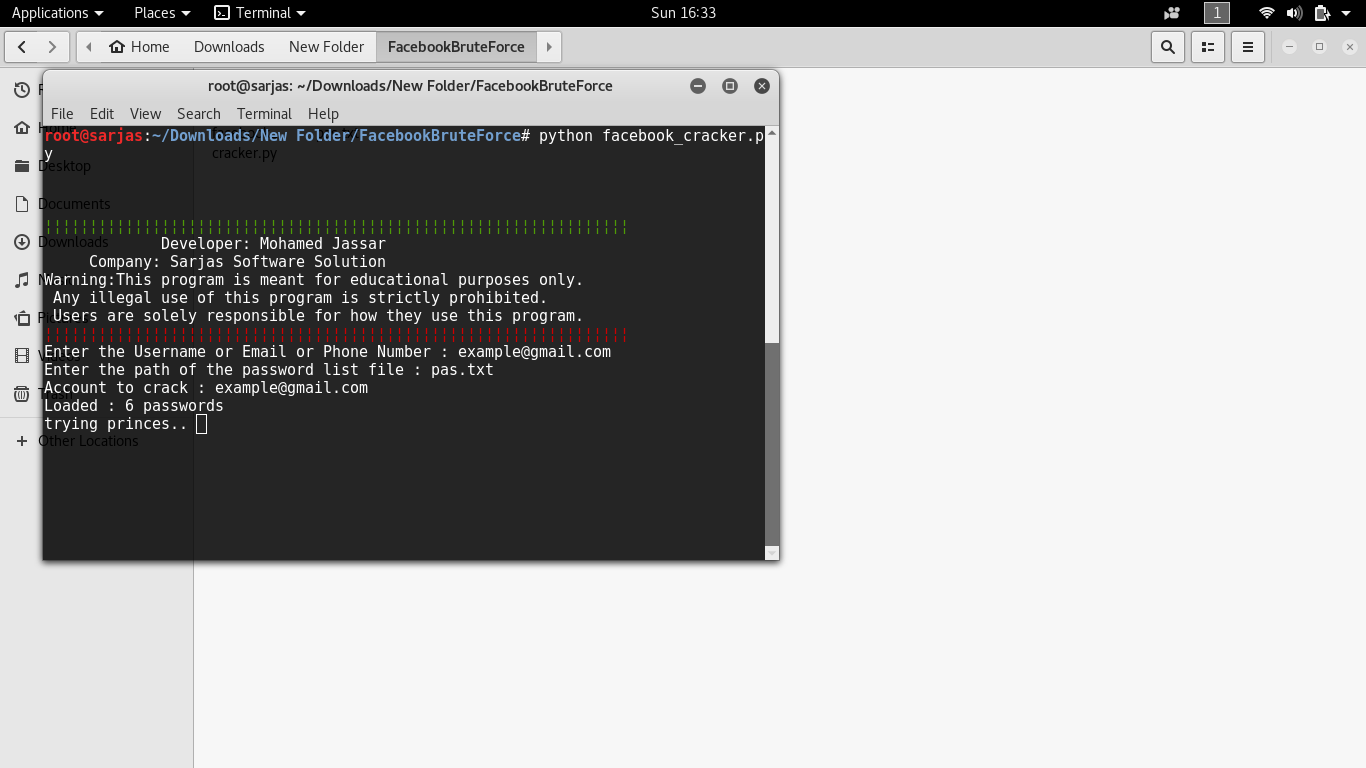 Applications Places Terminal Sun 16:33 1
Home Downloads New Folder FacebookBruteForce
root@sarjas: ~/Downloads/New Folder/FacebookBruteForce
File Edit View Search Terminal Help
root@sarjas:~/Downloads/New Folder/FacebookBruteForce# python facebook_cracker.p
y
cracker.py
Developer: Mohamed Jassar
Company: Sarjas Software Solution
Warning:This program is meant for educational purposes only.
Any illegal use of this program is strictly prohibited.
Users are solely responsible for how they use this program.
Enter the Username or Email or Phone Number : example@gmail.com
Enter the path of the password list file : pas.txt
Account to crack : example@gmail.com
Loaded : 6 passwords
trying princes..
Desktop
Documents
Downloads
Trash
Other Locations